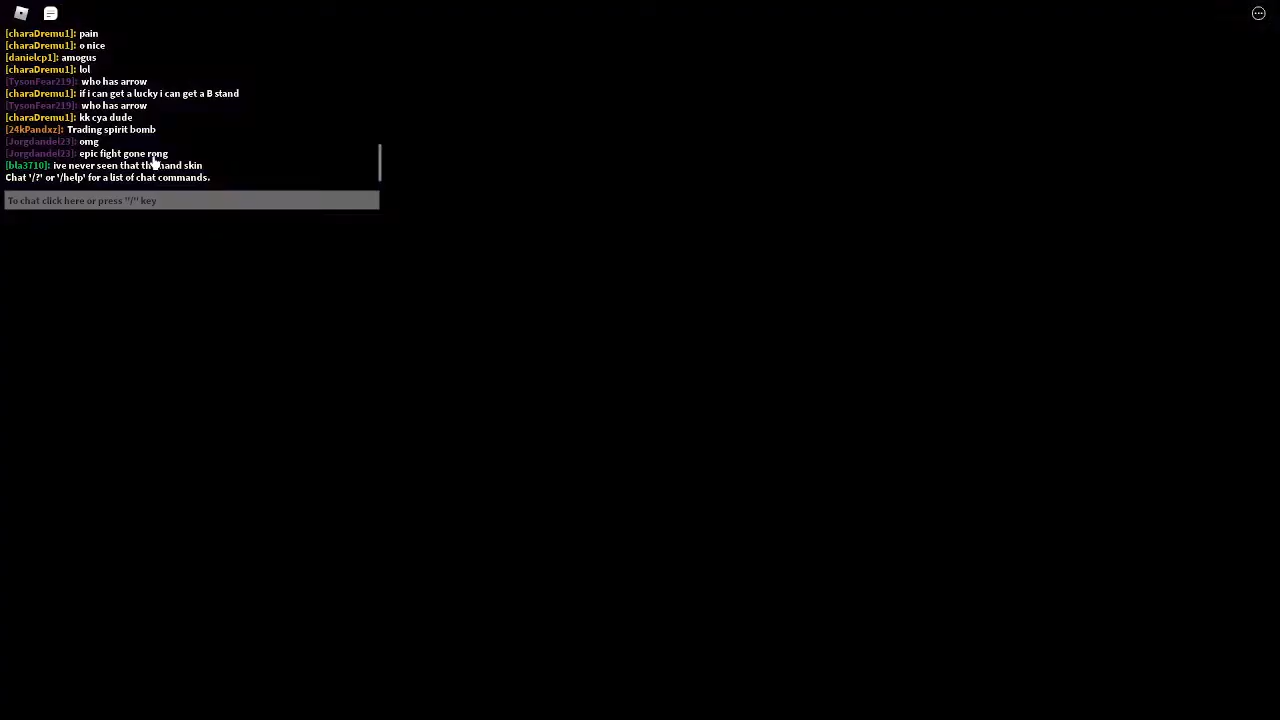 [charaDremu1]: pain
[charaDremu1]: o nice
[danielcp1]: amogus
[charaDremu1]: lol
[TysonFear219]: who has arrow
[charaDremu1]: if i can get a lucky i can get a B stand
[TysonFear219]: who has arrow
[charaDremu1]: kk cya dude
[24kPandxz]: Trading spirit bomb
[Jorgdandel23]: omg
[Jorgdandel23]: epic fight gone rong
[bla3710]: ive never seen that hand skin
Chat '/?' or '/help' for a list of chat commands.
To chat click here or press "/" key